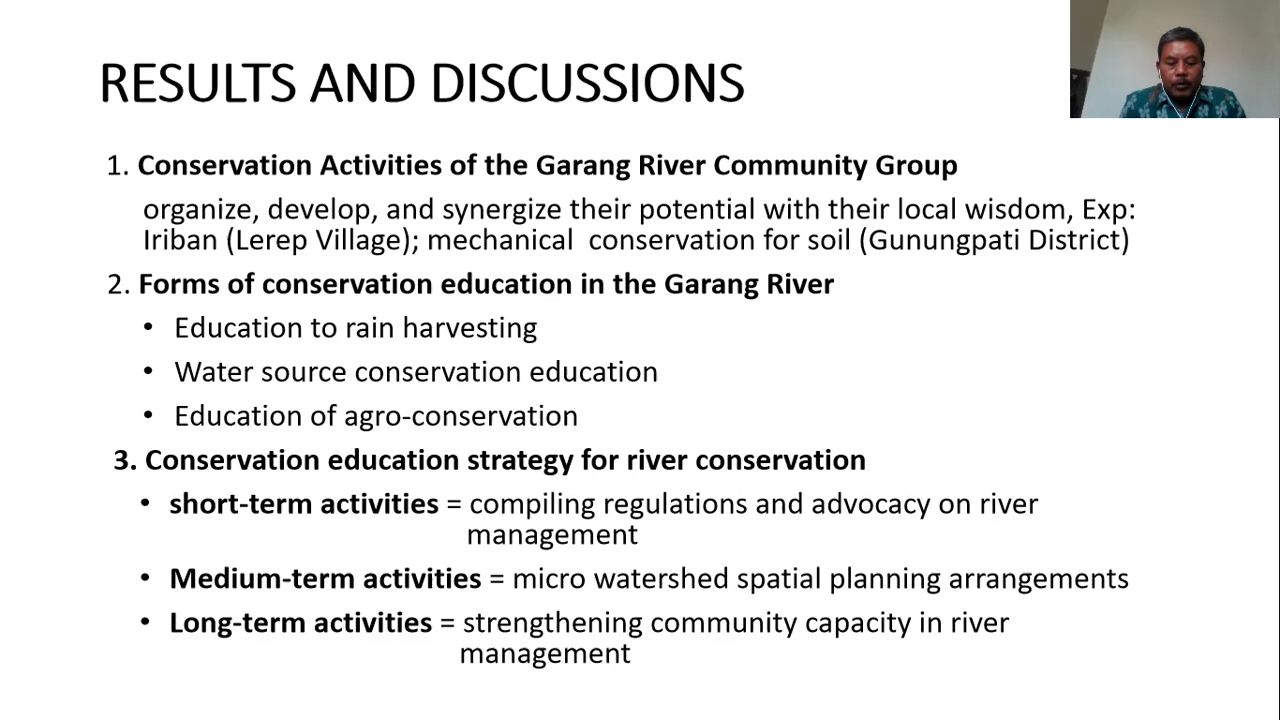 RESULTS AND DISCUSSIONS
1. Conservation Activities of the Garang River Community Group
organize, develop, and synergize their potential with their local wisdom, Exp:
Iriban (Lerep Village); mechanical conservation for soil (Gunungpati District)
2. Forms of conservation education in the Garang River
• Education to rain harvesting
• Water source conservation education
• Education of agro-conservation
3. Conservation education strategy for river conservation
• short-term activities = compiling regulations and advocacy on river
management
• Medium-term activities = micro watershed spatial planning arrangements
• Long-term activities = strengthening community capacity in river
management